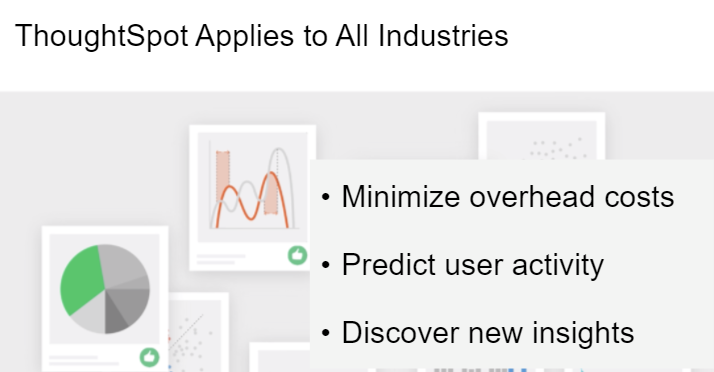 ThoughtSpot Applies to All Industries
• Minimize overhead costs
• Predict user activity
• Discover new insights